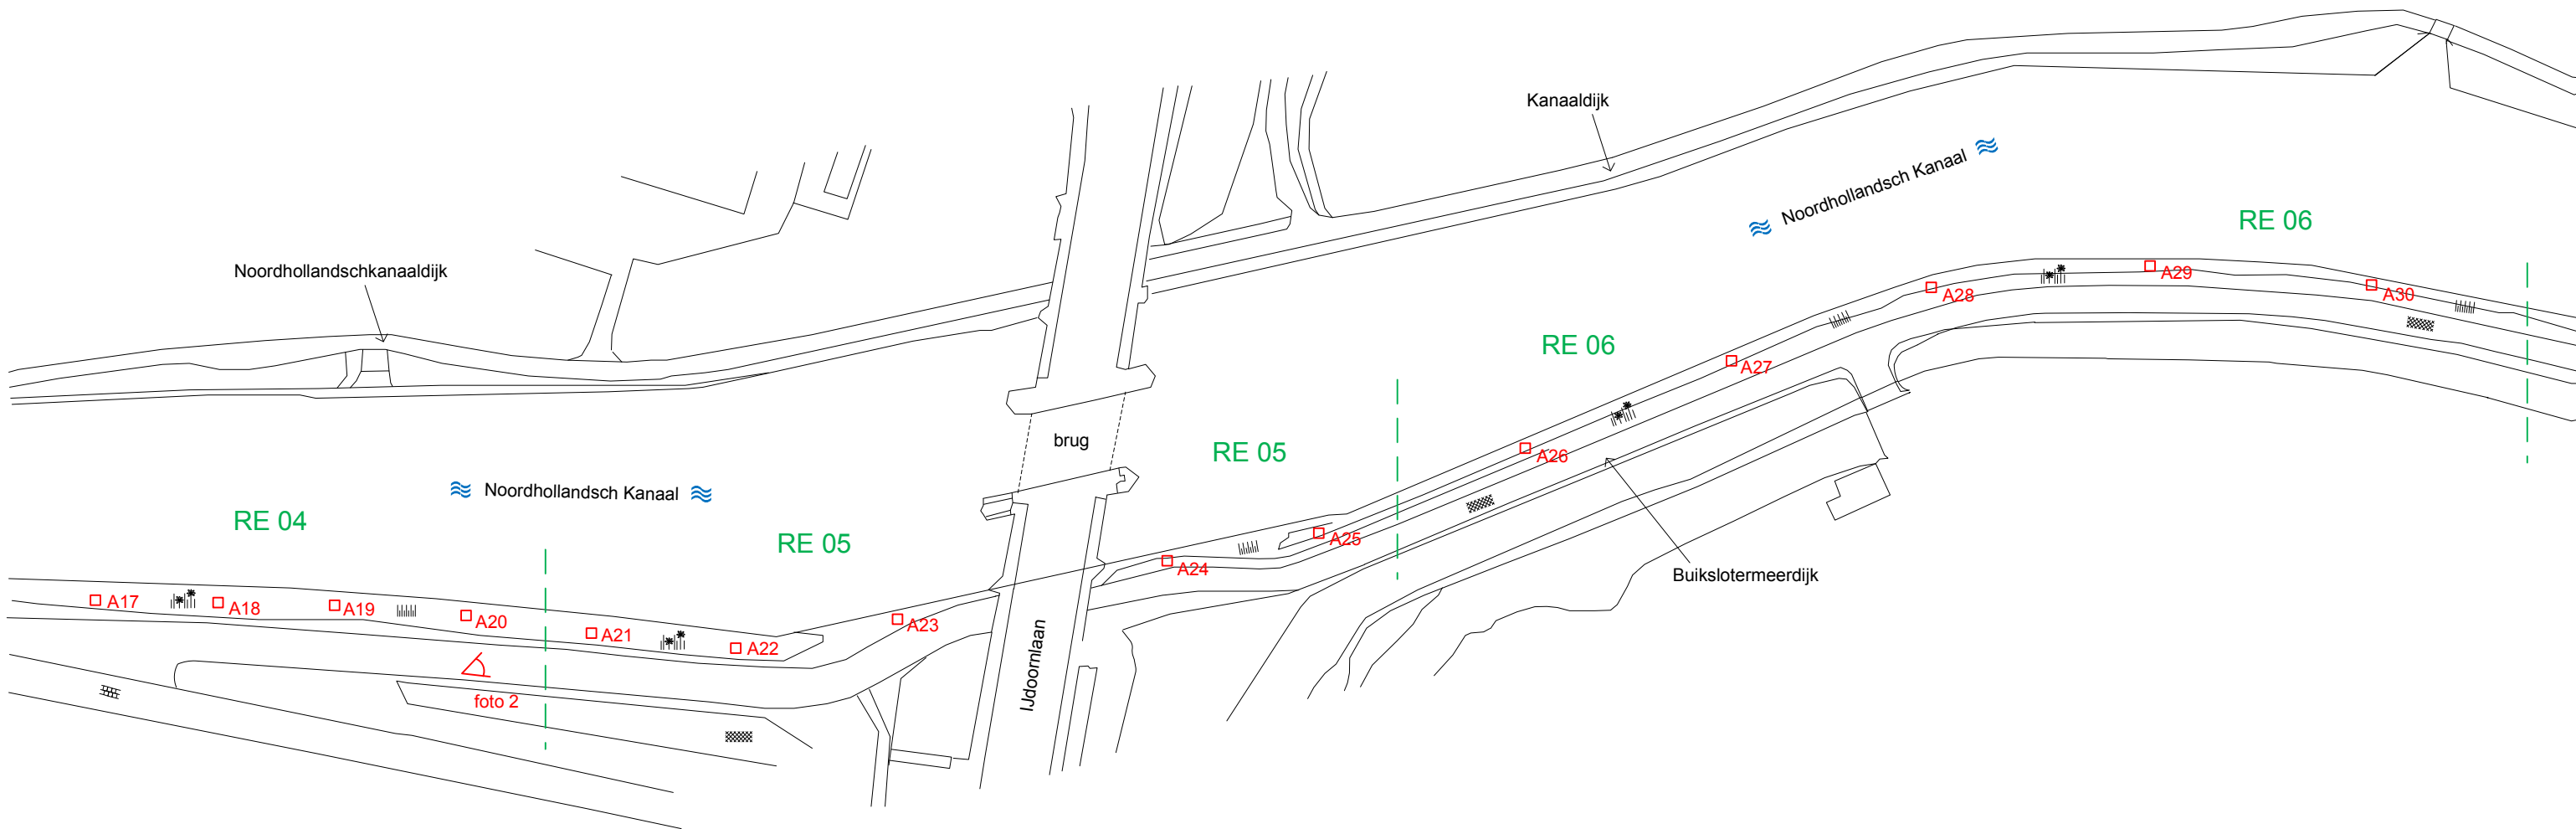 Kanaaldijk
Noordhollandsch Kanaal
RE 06
Noordhollandschkanaaldijk
A29
A28
A30
RE 06
A27
brug
RE 05
A26
Noordhollandsch Kanaal
RE 04
RE 05
A25
A24
Buikslotermeerdijk
A17
A18
A19
A20
A21
A22
A23
IJdoornlaan
foto 2